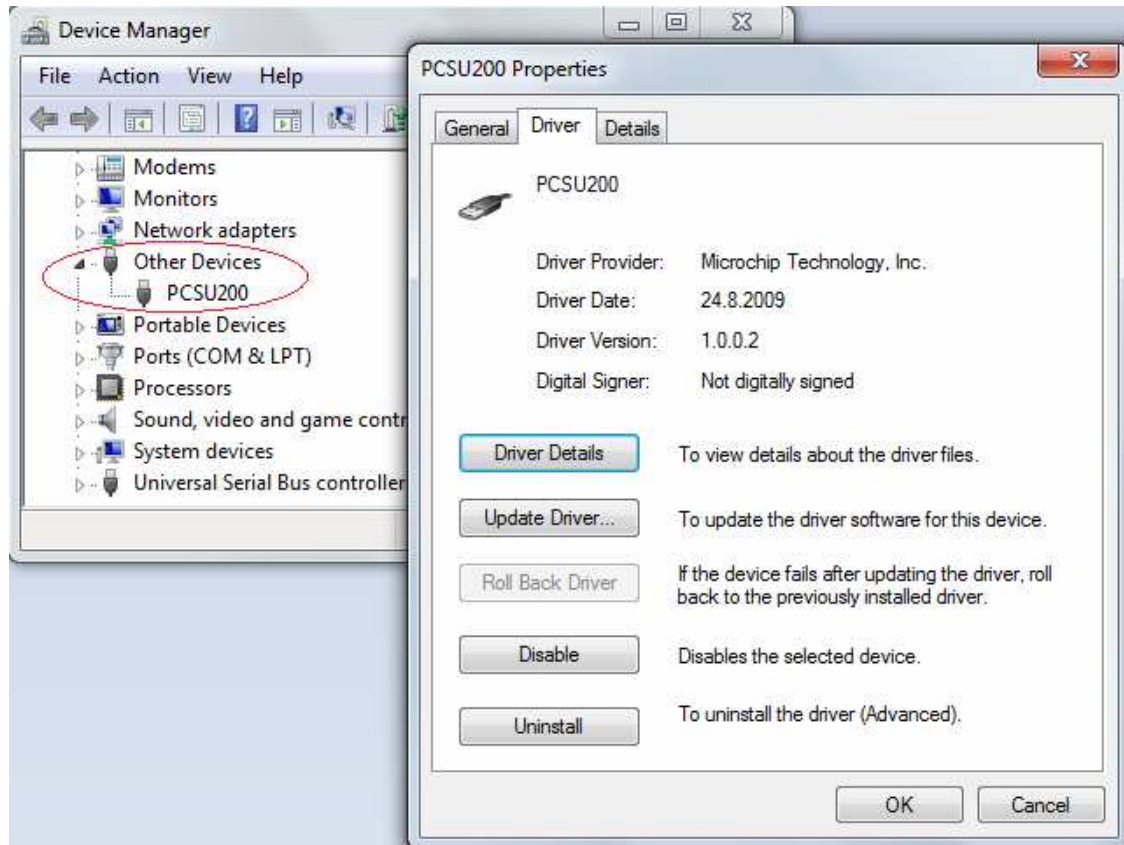 Device Manager
File Action View Help
Modems
Monitors
Network adapters
Other Devices
PCSU200
Portable Devices
Ports (COM & LPT)
Processors
Sound, video and game contr
System devices
Universal Serial Bus controller
PCSU200 Properties
General Driver Details
PCSU200
Driver Provider: Microchip Technology, Inc.
Driver Date: 24.8.2009
Driver Version: 1.0.0.2
Digital Signer: Not digitally signed
Driver Details To view details about the driver files.
Update Driver... To update the driver software for this device.
Roll Back Driver If the device fails after updating the driver, roll
back to the previously installed driver.
Disable Disables the selected device.
Uninstall To uninstall the driver (Advanced).
OK Cancel